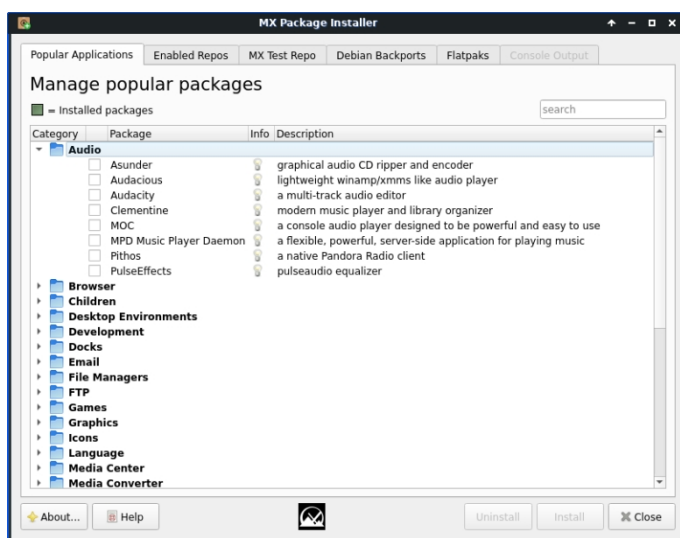 MX Package Installer
Popular Applications Enabled Repos MX Test Repo Debian Backports Flatpaks Console Output
Manage popular packages
= Installed packages search
Category Package Info Description
Audio
Asunder graphical audio CD ripper and encoder
Audacious lightweight winamp/xmms like audio player
Audacity a multi-track audio editor
Clementine modern music player and library organizer
MOC a console audio player designed to be powerful and easy to use
MPD Music Player Daemon a flexible, powerful, server-side application for playing music
Pithos a native Pandora Radio client
PulseEffects pulseaudio equalizer
Browser
Children
Desktop Environments
Development
Docks
Email
File Managers
FTP
Games
Graphics
Icons
Language
Media Center
Media Converter
About... Help Uninstall Install Close